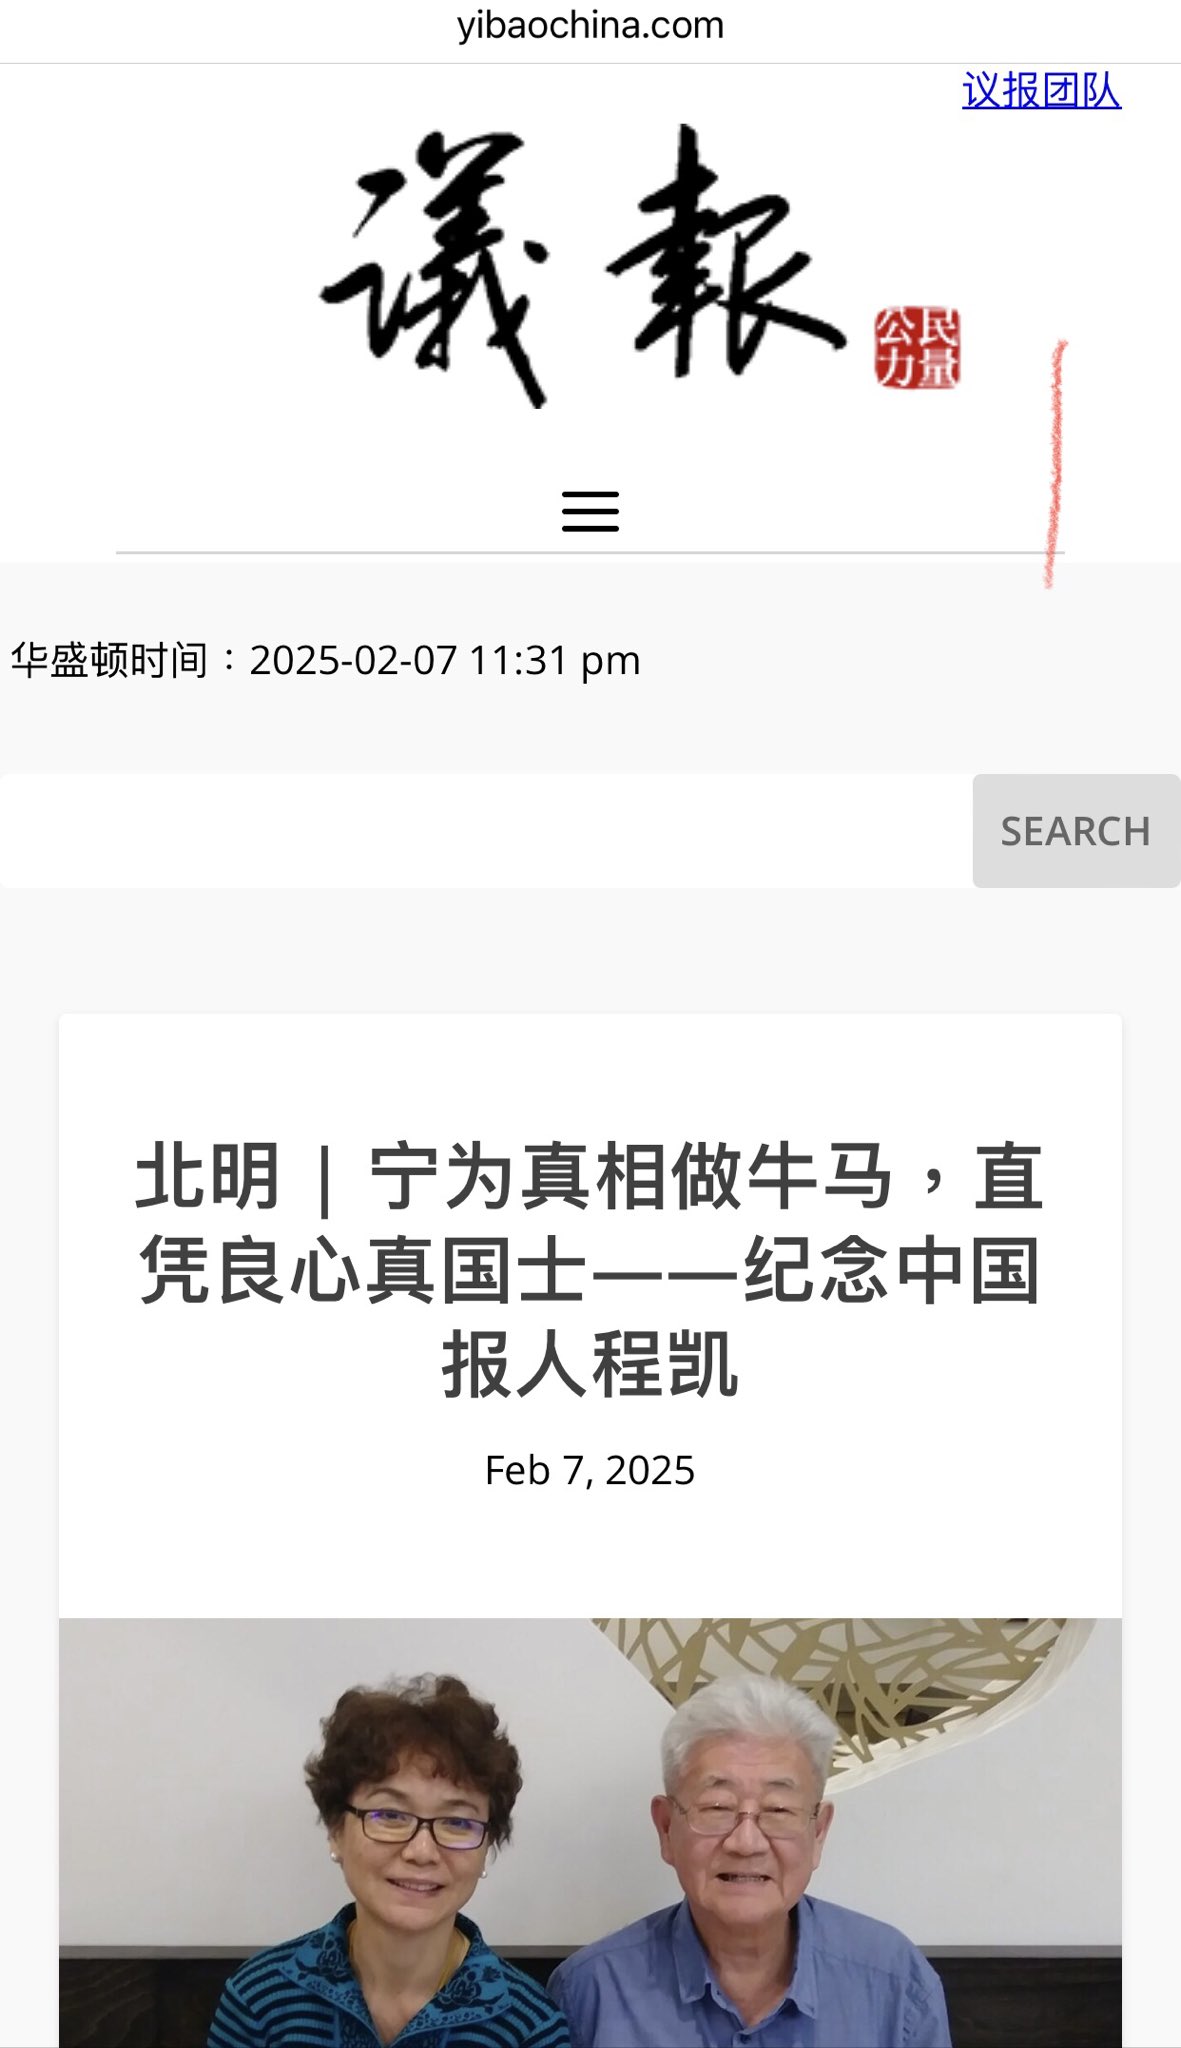 yibaochina.com
议报团队
議報
公民
力量
华盛顿时间：2025-02-07 11:31 pm
SEARCH
北明 | 宁为真相做牛马，直
凭良心真国士——纪念中国
报人程凯
Feb 7, 2025